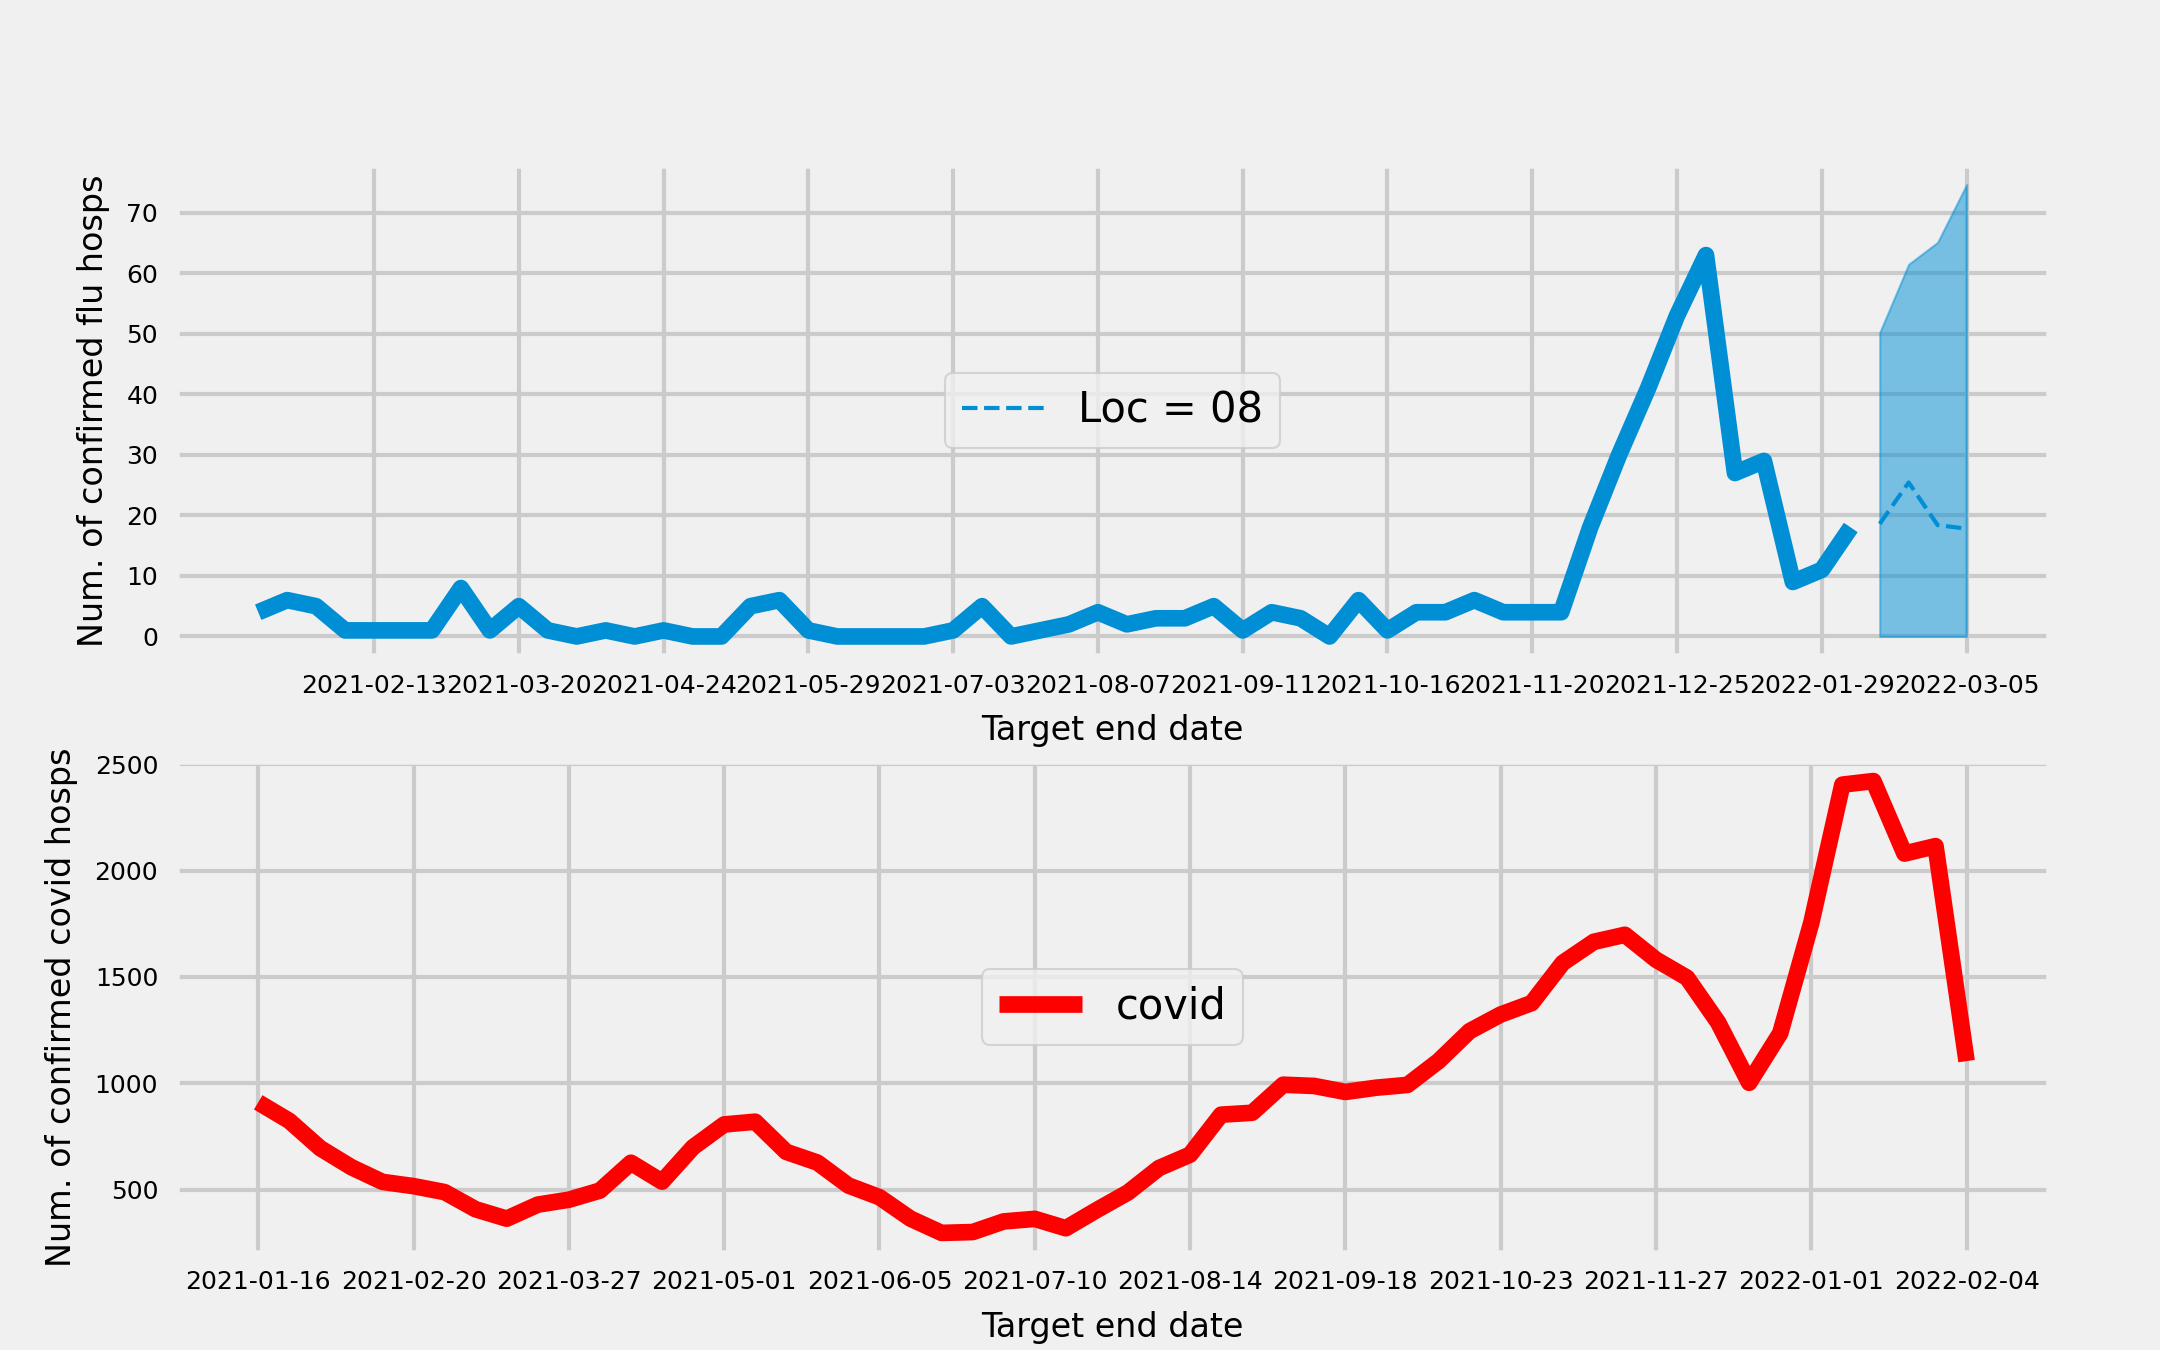 Num. of confirmed flu hosps
70
60
50
40
30
20
10
0
Loc = 08
2021-02-13 2021-03-20 2021-04-24 2021-05-29 2021-07-03 2021-08-07 2021-09-11 2021-10-16 2021-11-20 2021-12-25 2022-01-29 2022-03-05
Target end date
Num. of confirmed covid hosps
2500
2000
1500
1000
500
covid
2021-01-16 2021-02-20 2021-03-27 2021-05-01 2021-06-05 2021-07-10 2021-08-14 2021-09-18 2021-10-23 2021-11-27 2022-01-01 2022-02-04
Target end date